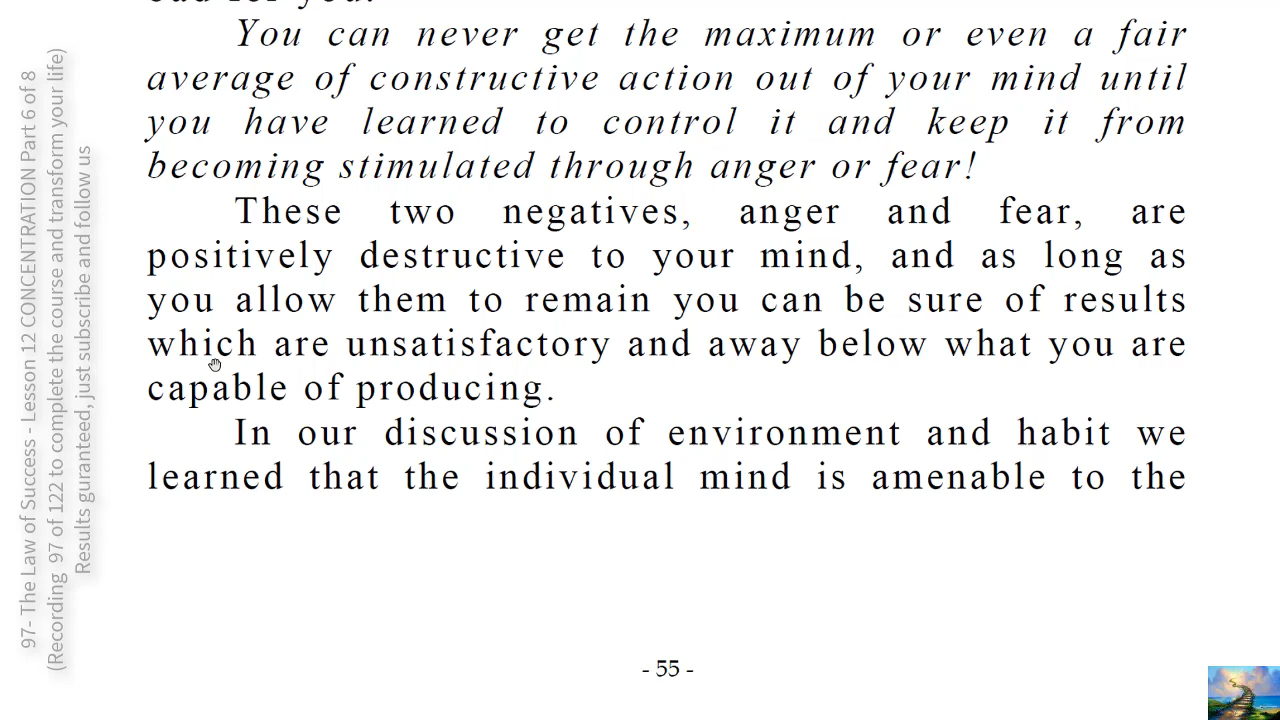 bad for you.
You can never get the maximum or even a fair
average of constructive action out of your mind until
you have learned to control it and keep it from
becoming stimulated through anger or fear!
These two negatives, anger and fear, are
positively destructive to your mind, and as long as
you allow them to remain you can be sure of results
which are unsatisfactory and away below what you are
capable of producing.
In our discussion of environment and habit we
learned that the individual mind is amenable to the
- 55 -
97- The Law of Success - Lesson 12 CONCENTRATION Part 6 of 8
(Recording 97 of 122 to complete the course and transform your life)
Results guranteed, just subscribe and follow us